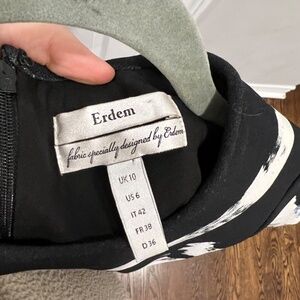 Erdem
fabric specially designed by Erdem
UK 10
US 6
IT 42
FR 38
D 36